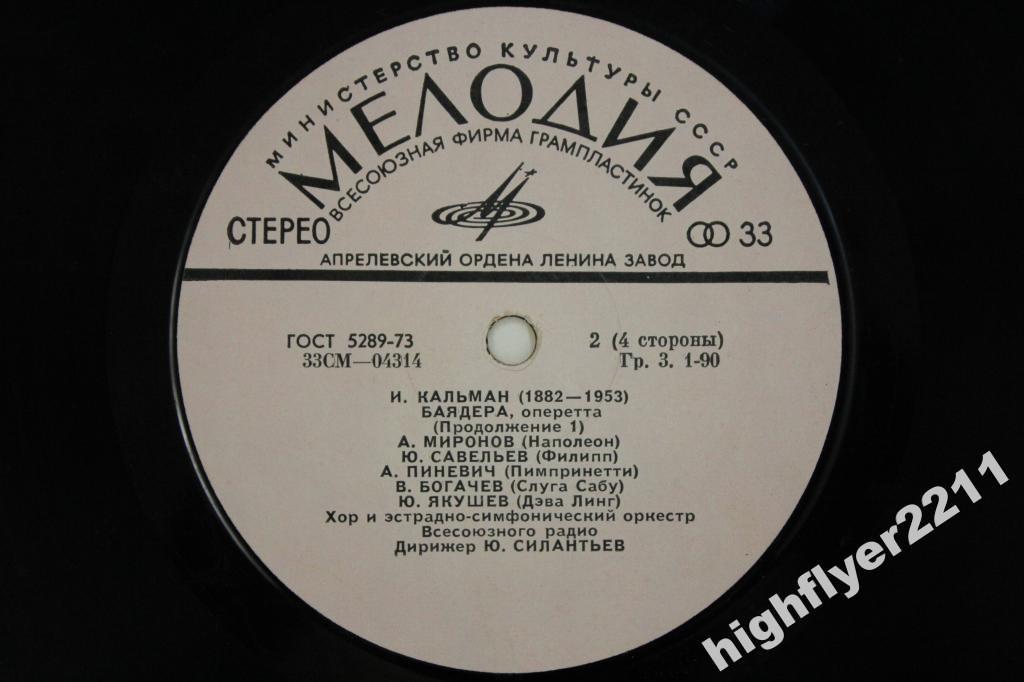 МИНИСТЕРСТВО КУЛЬТУРЫ СССР
МЕЛОДИЯ
ВСЕСОЮЗНАЯ ФИРМА ГРАМПЛАСТИНОК
СТЕРЕО
33
АПРЕЛЕВСКИЙ ОРДЕНА ЛЕНИНА ЗАВОД
ГОСТ 5289-73
2 (4 стороны)
33СМ—04314
Гр. 3. 1-90
И. КАЛЬМАН (1882—1953)
БАЯДЕРА, оперетта
(Продолжение 1)
А. МИРОНОВ (Наполеон)
Ю. САВЕЛЬЕВ (Филипп)
А. ПИНЕВИЧ (Пимпринетти)
В. БОГАЧЕВ (Слуга Сабу)
Ю. ЯКУШЕВ (Дэва Линг)
Хор и эстрадно-симфонический оркестр
Всесоюзного радио
Дирижер Ю. СИЛАНТЬЕВ
highflyer2211